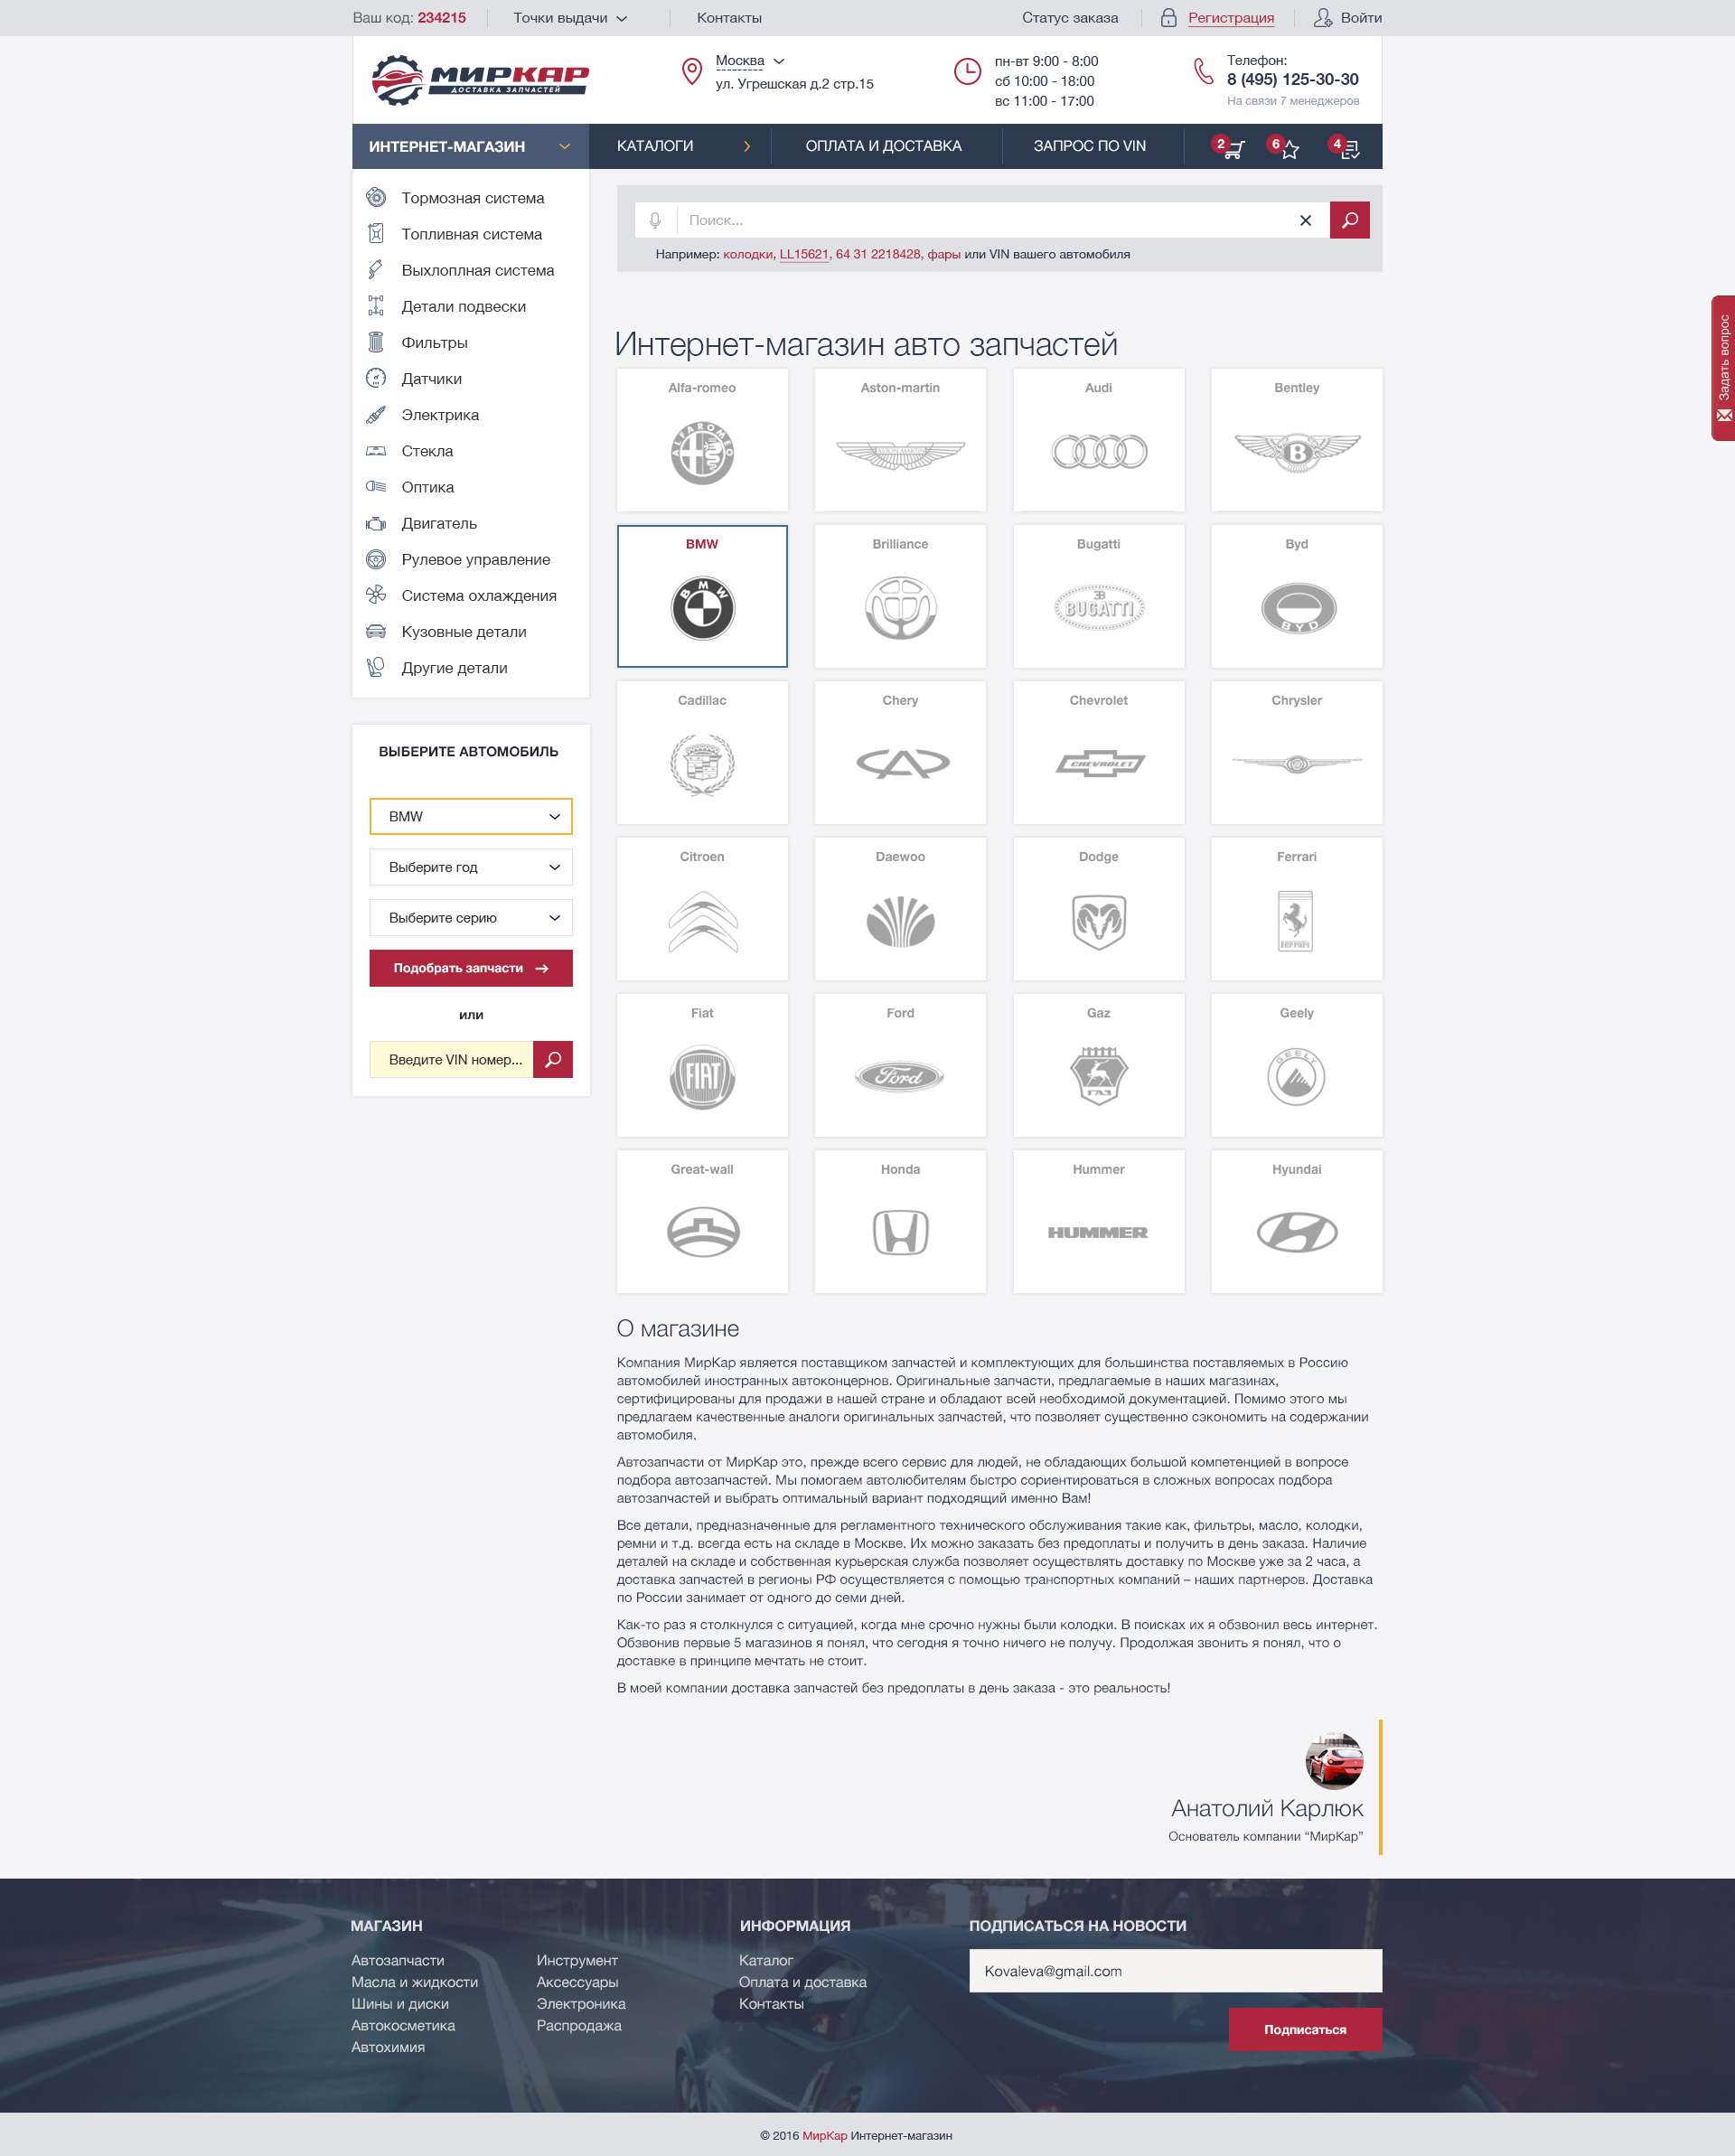 Ваш код: 234215
Точки выдачи
Контакты
Статус заказа
Регистрация
Войти
МИРКАР
ДОСТАВКА ЗАПЧАСТЕЙ
Москва
ул. Угрешская д.2 стр.15
пн-вт 9:00 - 8:00
сб 10:00 - 18:00
вс 11:00 - 17:00
Телефон:
8 (495) 125-30-30
На связи 7 менеджеров
ИНТЕРНЕТ-МАГАЗИН
КАТАЛОГИ
ОПЛАТА И ДОСТАВКА
ЗАПРОС ПО VIN
2
6
4
Тормозная система
Топливная система
Выхлоплная система
Детали подвески
Фильтры
Датчики
Электрика
Стекла
Оптика
Двигатель
Рулевое управление
Система охлаждения
Кузовные детали
Другие детали
ВЫБЕРИТЕ АВТОМОБИЛЬ
BMW
Выберите год
Выберите серию
Подобрать запчасти
или
Введите VIN номер...
Поиск...
Например: колодки, LL15621, 64 31 2218428, фары или VIN вашего автомобиля
Задать вопрос
Интернет-магазин авто запчастей
Alfa-romeo
ALFA ROMEO
Aston-martin
ASTON MARTIN
Audi
Bentley
B
BMW
BMW
Brilliance
Bugatti
BUGATTI
Byd
BYD
Cadillac
Chery
Chevrolet
CHEVROLET
Chrysler
Citroen
Daewoo
Dodge
Ferrari
Ferrari
Fiat
FIAT
Ford
Ford
Gaz
ГАЗ
Geely
GEELY
Great-wall
Honda
Hummer
HUMMER
Hyundai
О магазине
Компания МирКар является поставщиком запчастей и комплектующих для большинства поставляемых в Россию
автомобилей иностранных автоконцернов. Оригинальные запчасти, предлагаемые в наших магазинах,
сертифицированы для продажи в нашей стране и обладают всей необходимой документацией. Помимо этого мы
предлагаем качественные аналоги оригинальных запчастей, что позволяет существенно сэкономить на содержании
автомобиля.
Автозапчасти от МирКар это, прежде всего сервис для людей, не обладающих большой компетенцией в вопросе
подбора автозапчастей. Мы помогаем автолюбителям быстро сориентироваться в сложных вопросах подбора
автозапчастей и выбрать оптимальный вариант подходящий именно Вам!
Все детали, предназначенные для регламентного технического обслуживания такие как, фильтры, масло, колодки,
ремни и т.д. всегда есть на складе в Москве. Их можно заказать без предоплаты и получить в день заказа. Наличие
деталей на складе и собственная курьерская служба позволяет осуществлять доставку по Москве уже за 2 часа, а
доставка запчастей в регионы РФ осуществляется с помощью транспортных компаний – наших партнеров. Доставка
по России занимает от одного до семи дней.
Как-то раз я столкнулся с ситуацией, когда мне срочно нужны были колодки. В поисках их я обзвонил весь интернет.
Обзвонив первые 5 магазинов я понял, что сегодня я точно ничего не получу. Продолжая звонить я понял, что о
доставке в принципе мечтать не стоит.
В моей компании доставка запчастей без предоплаты в день заказа - это реальность!
Анатолий Карлюк
Основатель компании “МирКар”
МАГАЗИН
Автозапчасти
Масла и жидкости
Шины и диски
Автокосметика
Автохимия
Инструмент
Аксессуары
Электроника
Распродажа
ИНФОРМАЦИЯ
Каталог
Оплата и доставка
Контакты
ПОДПИСАТЬСЯ НА НОВОСТИ
Kovaleva@gmail.com
Подписаться
© 2016 МирКар Интернет-магазин